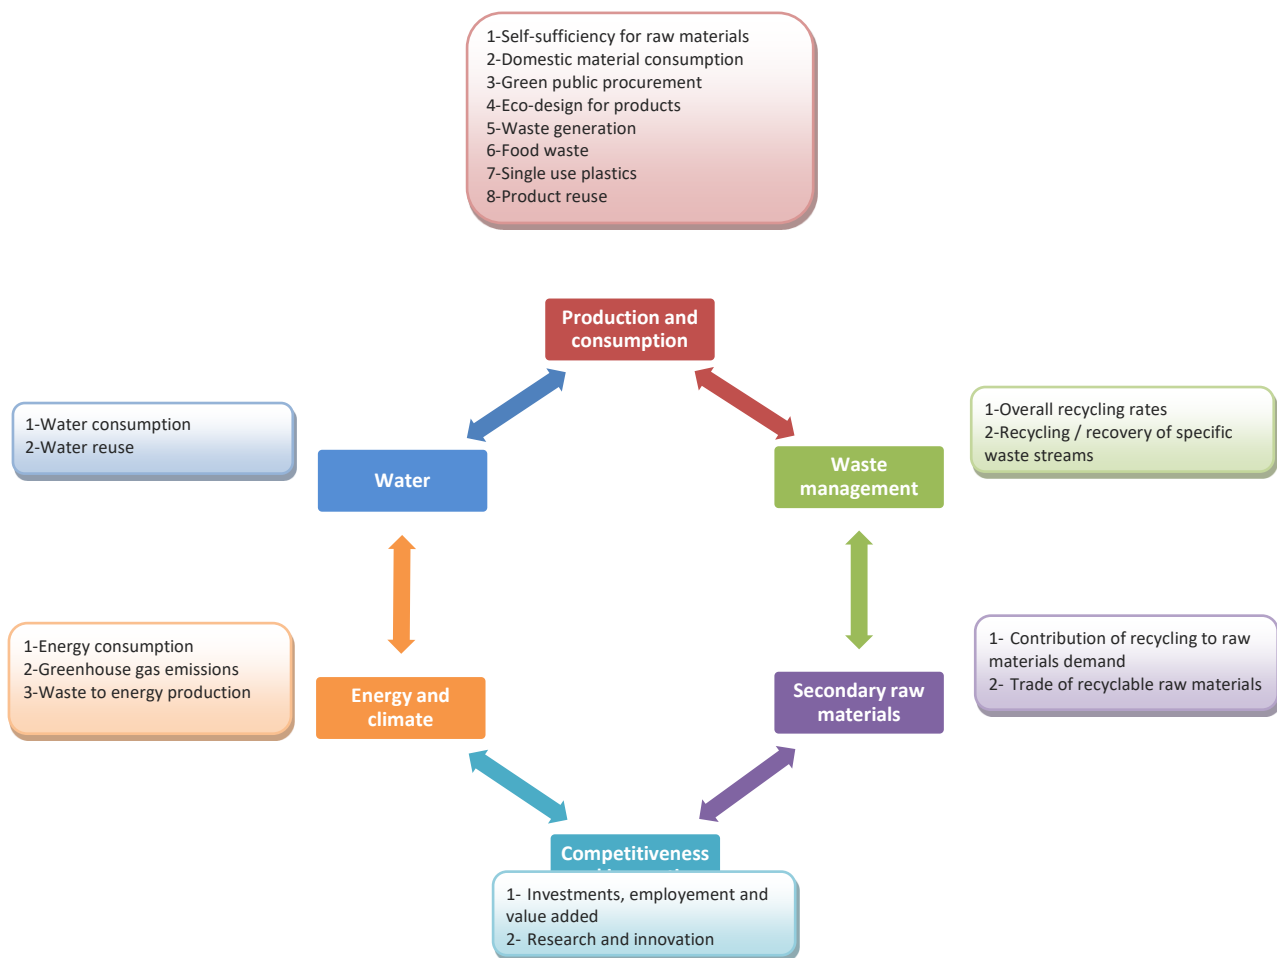 1-Self-sufficiency for raw materials
2-Domestic material consumption
3-Green public procurement
4-Eco-design for products
5-Waste generation
6-Food waste
7-Single use plastics
8-Product reuse
Production and
consumption
1-Water consumption
2-Water reuse
Water
1-Overall recycling rates
2-Recycling / recovery of specific
waste streams
Waste
management
1-Energy consumption
2-Greenhouse gas emissions
3-Waste to energy production
Energy and
climate
1- Contribution of recycling to raw
materials demand
2- Trade of recyclable raw materials
Secondary raw
materials
Competitiveness
1- Investments, employement and
value added
2- Research and innovation